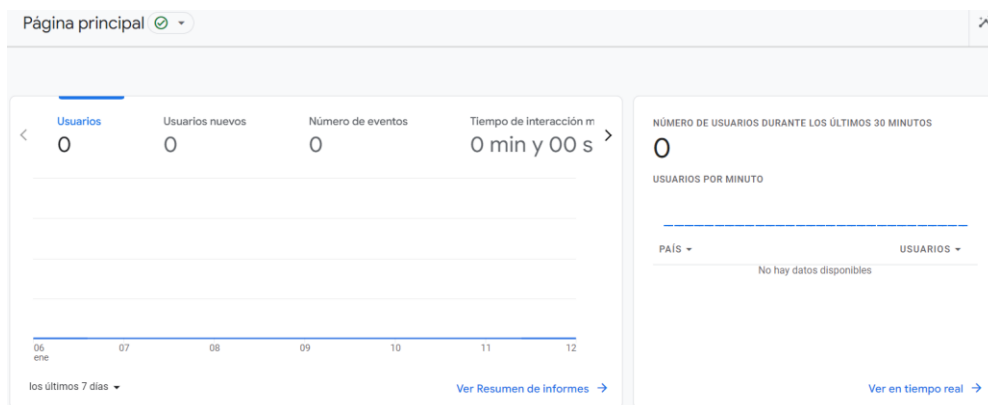 Página principal
Usuarios
0
Usuarios nuevos
0
Número de eventos
0
Tiempo de interacción m
0 min y 00 s
06
ene
07
08
09
10
11
12
los últimos 7 días
Ver Resumen de informes
NÚMERO DE USUARIOS DURANTE LOS ÚLTIMOS 30 MINUTOS
0
USUARIOS POR MINUTO
PAÍS
USUARIOS
No hay datos disponibles
Ver en tiempo real